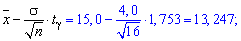 x̅ - σ/√n · tᵧ = 15,0 - 4,0/√16 · 1,753 = 13,247;